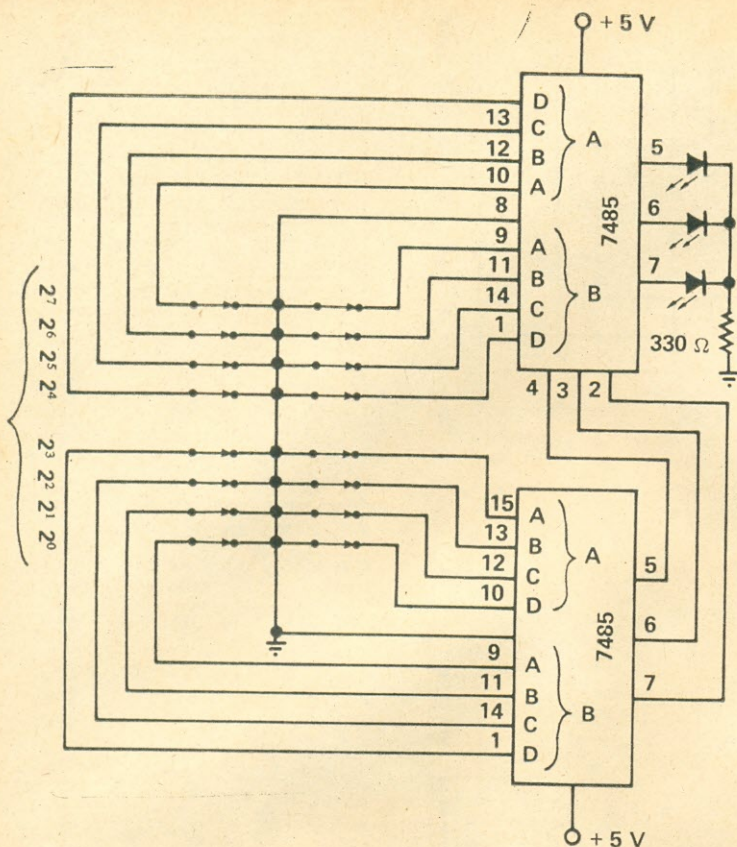 + 5 V
D
13 C
12 B
10 A
A
8
9 A
11 B
14 C
1 D
B
7485
5
6
7
330 Ω
4 3 2
2⁷ 2⁶ 2⁵ 2⁴ 2³ 2² 2¹ 2⁰
15 A
13 B
12 C
10 D
A
9 A
11 B
14 C
1 D
B
7485
5
6
7
+ 5 V